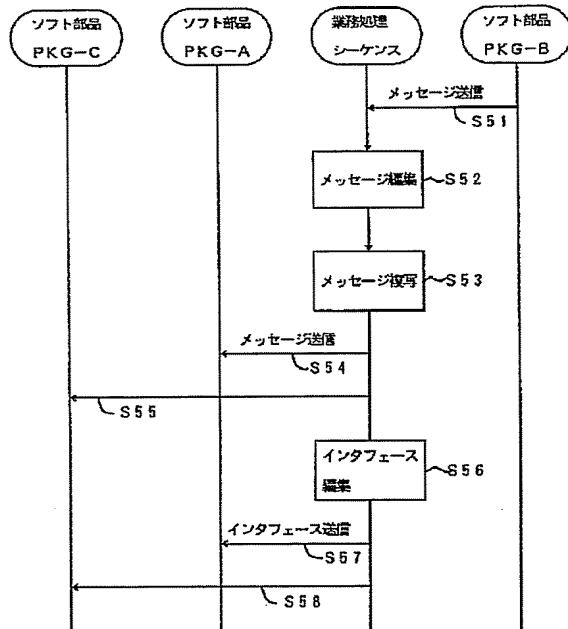 ソフト部品
PKG-C
ソフト部品
PKG-A
業務処理
シーケンス
ソフト部品
PKG-B
メッセージ送信
S51
メッセージ編集
S52
メッセージ複写
S53
メッセージ送信
S54
S55
インタフェース
編集
S56
インタフェース送信
S57
S58